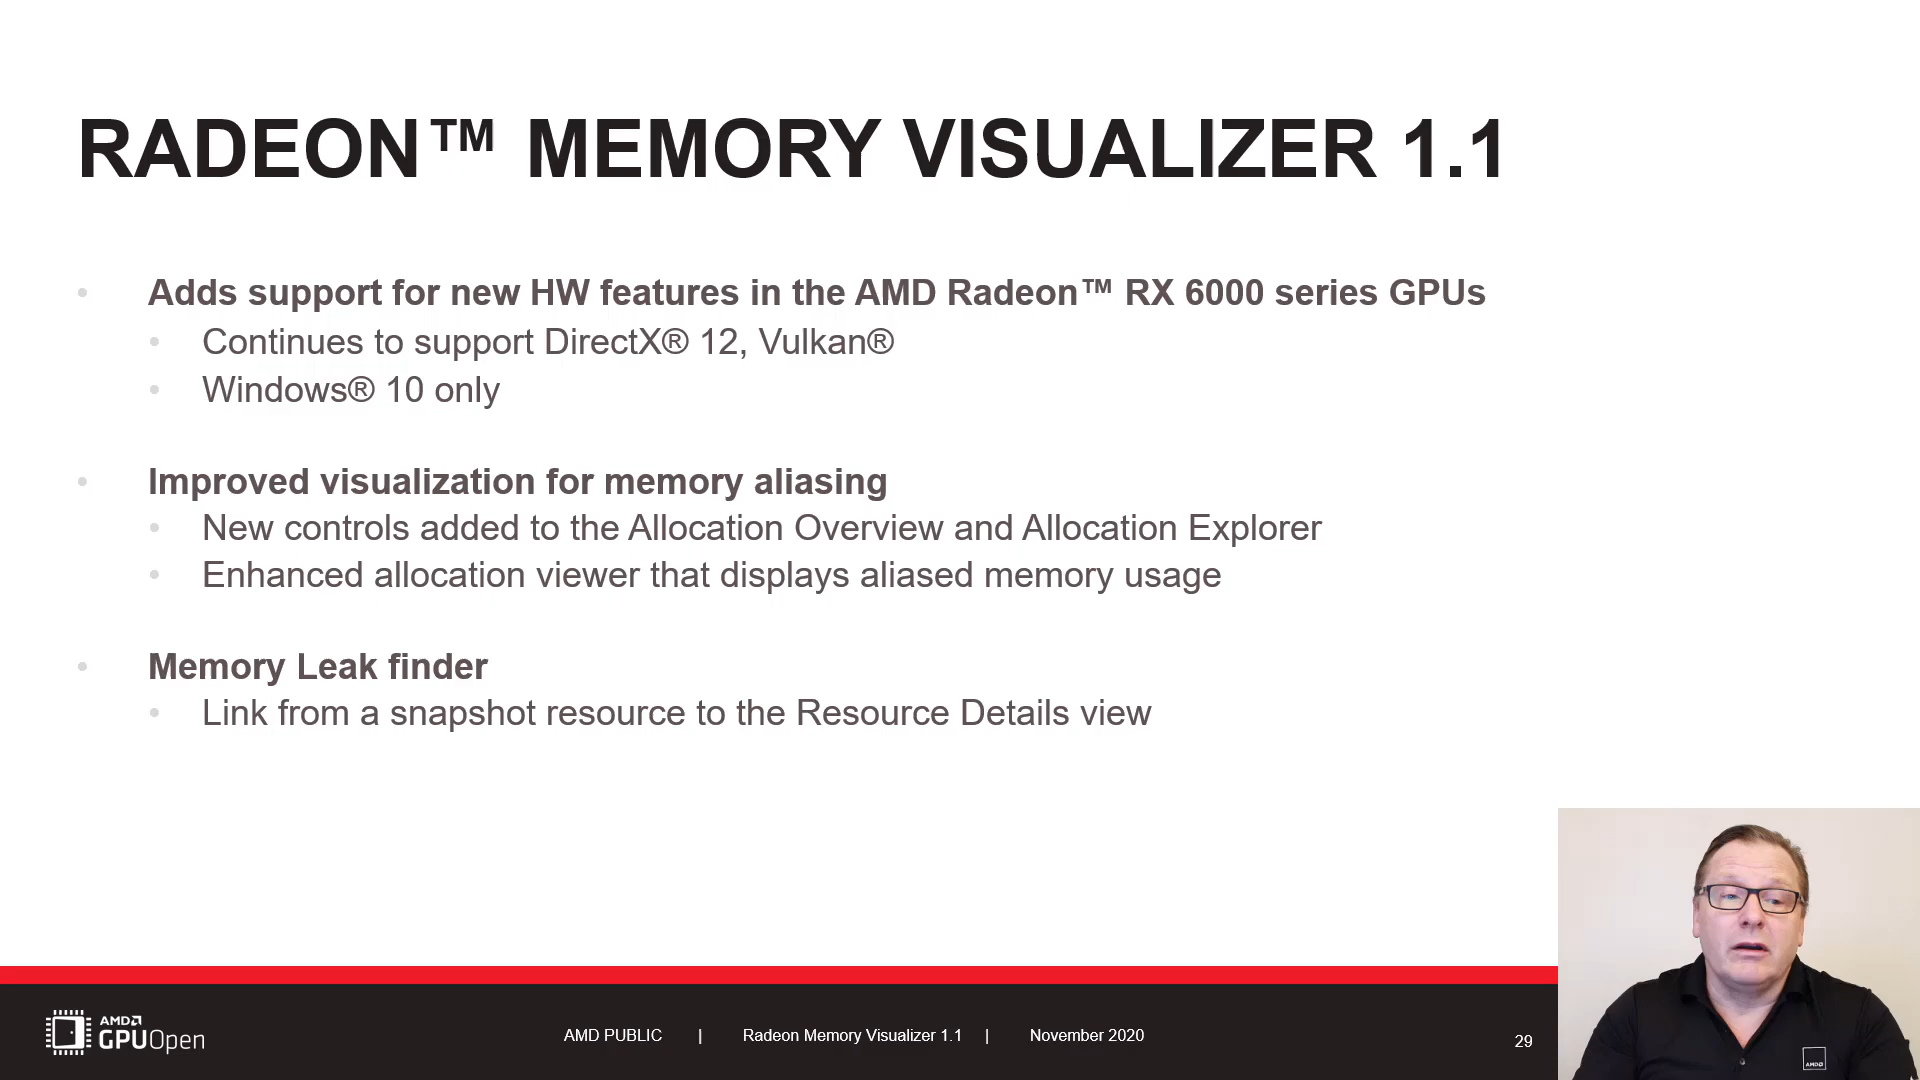 RADEON™ MEMORY VISUALIZER 1.1
• Adds support for new HW features in the AMD Radeon™ RX 6000 series GPUs
• Continues to support DirectX® 12, Vulkan®
• Windows® 10 only
• Improved visualization for memory aliasing
• New controls added to the Allocation Overview and Allocation Explorer
• Enhanced allocation viewer that displays aliased memory usage
• Memory Leak finder
• Link from a snapshot resource to the Resource Details view
AMD
GPUOpen
AMD PUBLIC | Radeon Memory Visualizer 1.1 | November 2020
29
AMD